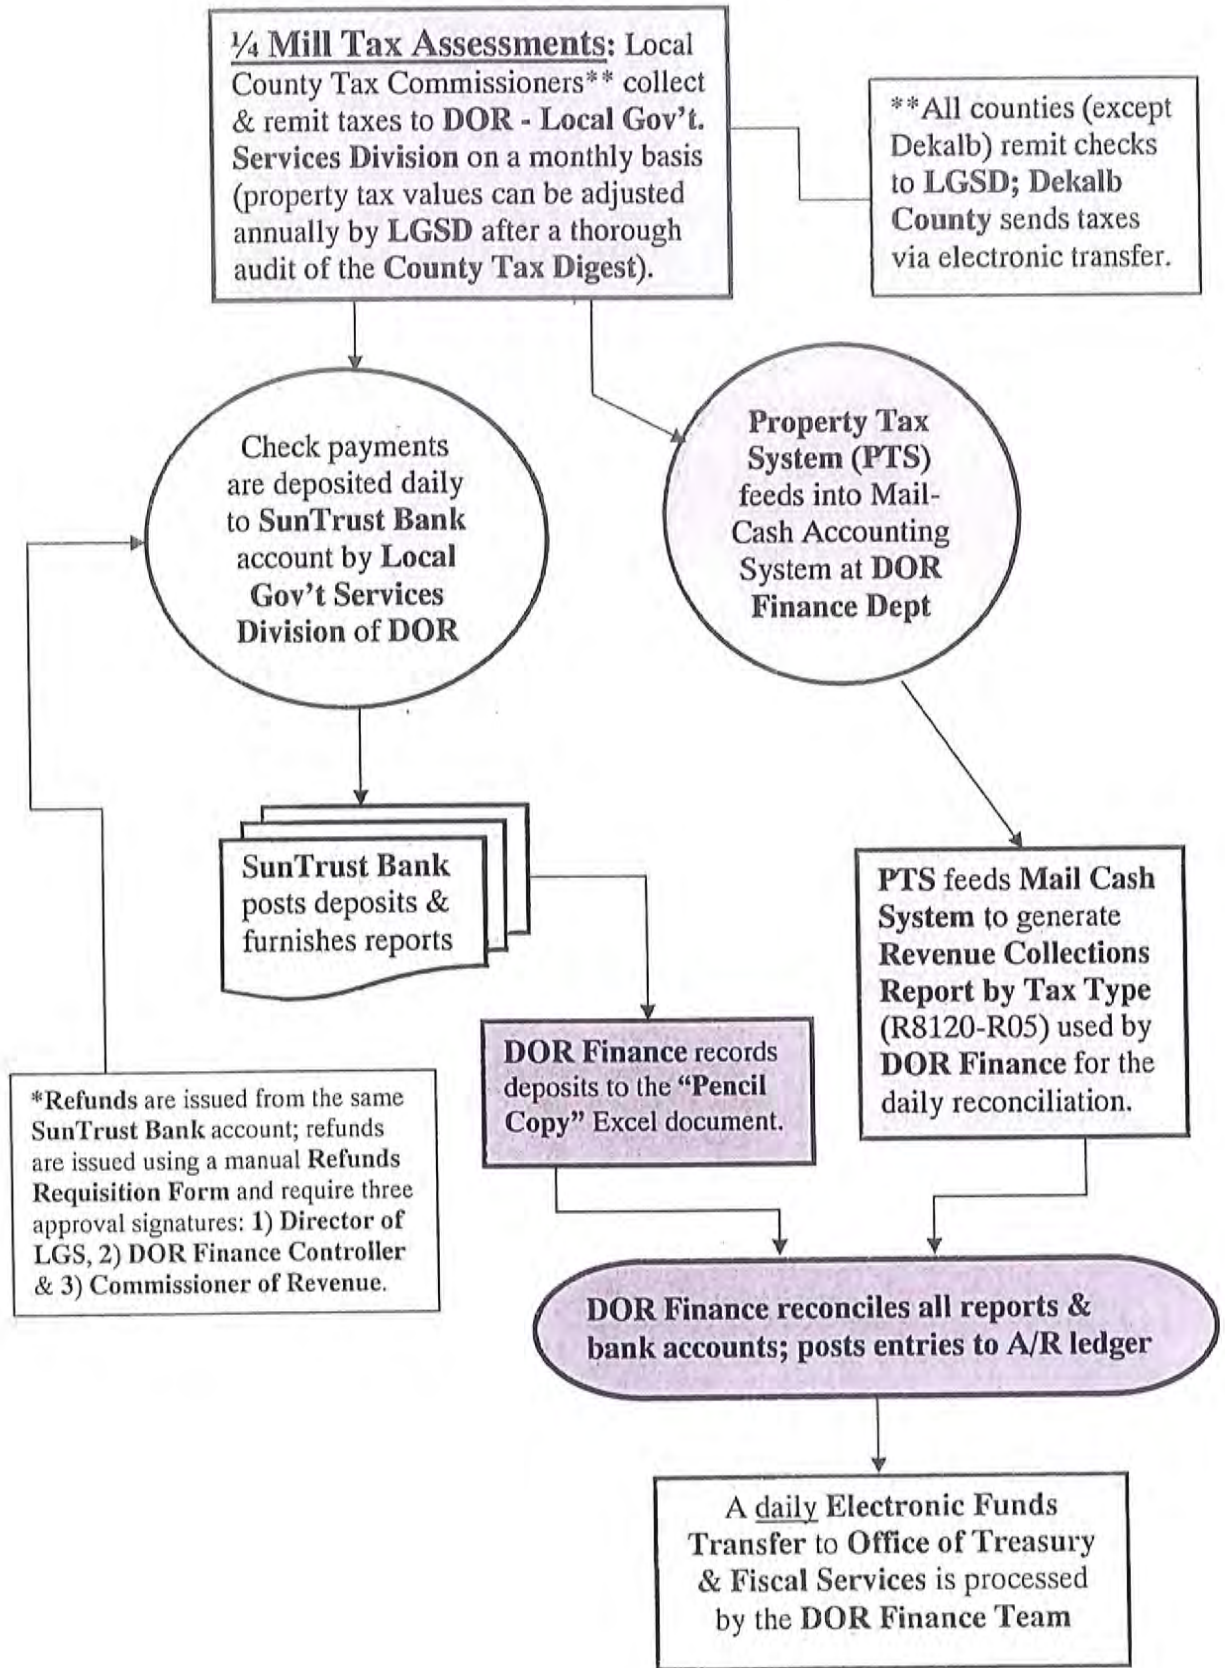 ¼ Mill Tax Assessments: Local
County Tax Commissioners** collect
& remit taxes to DOR - Local Gov't.
Services Division on a monthly basis
(property tax values can be adjusted
annually by LGSD after a thorough
audit of the County Tax Digest).
**All counties (except
Dekalb) remit checks
to LGSD; Dekalb
County sends taxes
via electronic transfer.
Check payments
are deposited daily
to SunTrust Bank
account by Local
Gov't Services
Division of DOR
Property Tax
System (PTS)
feeds into Mail-
Cash Accounting
System at DOR
Finance Dept
SunTrust Bank
posts deposits &
furnishes reports
PTS feeds Mail Cash
System to generate
Revenue Collections
Report by Tax Type
(R8120-R05) used by
DOR Finance for the
daily reconciliation.
DOR Finance records
deposits to the “Pencil
Copy” Excel document.
*Refunds are issued from the same
SunTrust Bank account; refunds
are issued using a manual Refunds
Requisition Form and require three
approval signatures: 1) Director of
LGS, 2) DOR Finance Controller
& 3) Commissioner of Revenue.
DOR Finance reconciles all reports &
bank accounts; posts entries to A/R ledger
A daily Electronic Funds
Transfer to Office of Treasury
& Fiscal Services is processed
by the DOR Finance Team